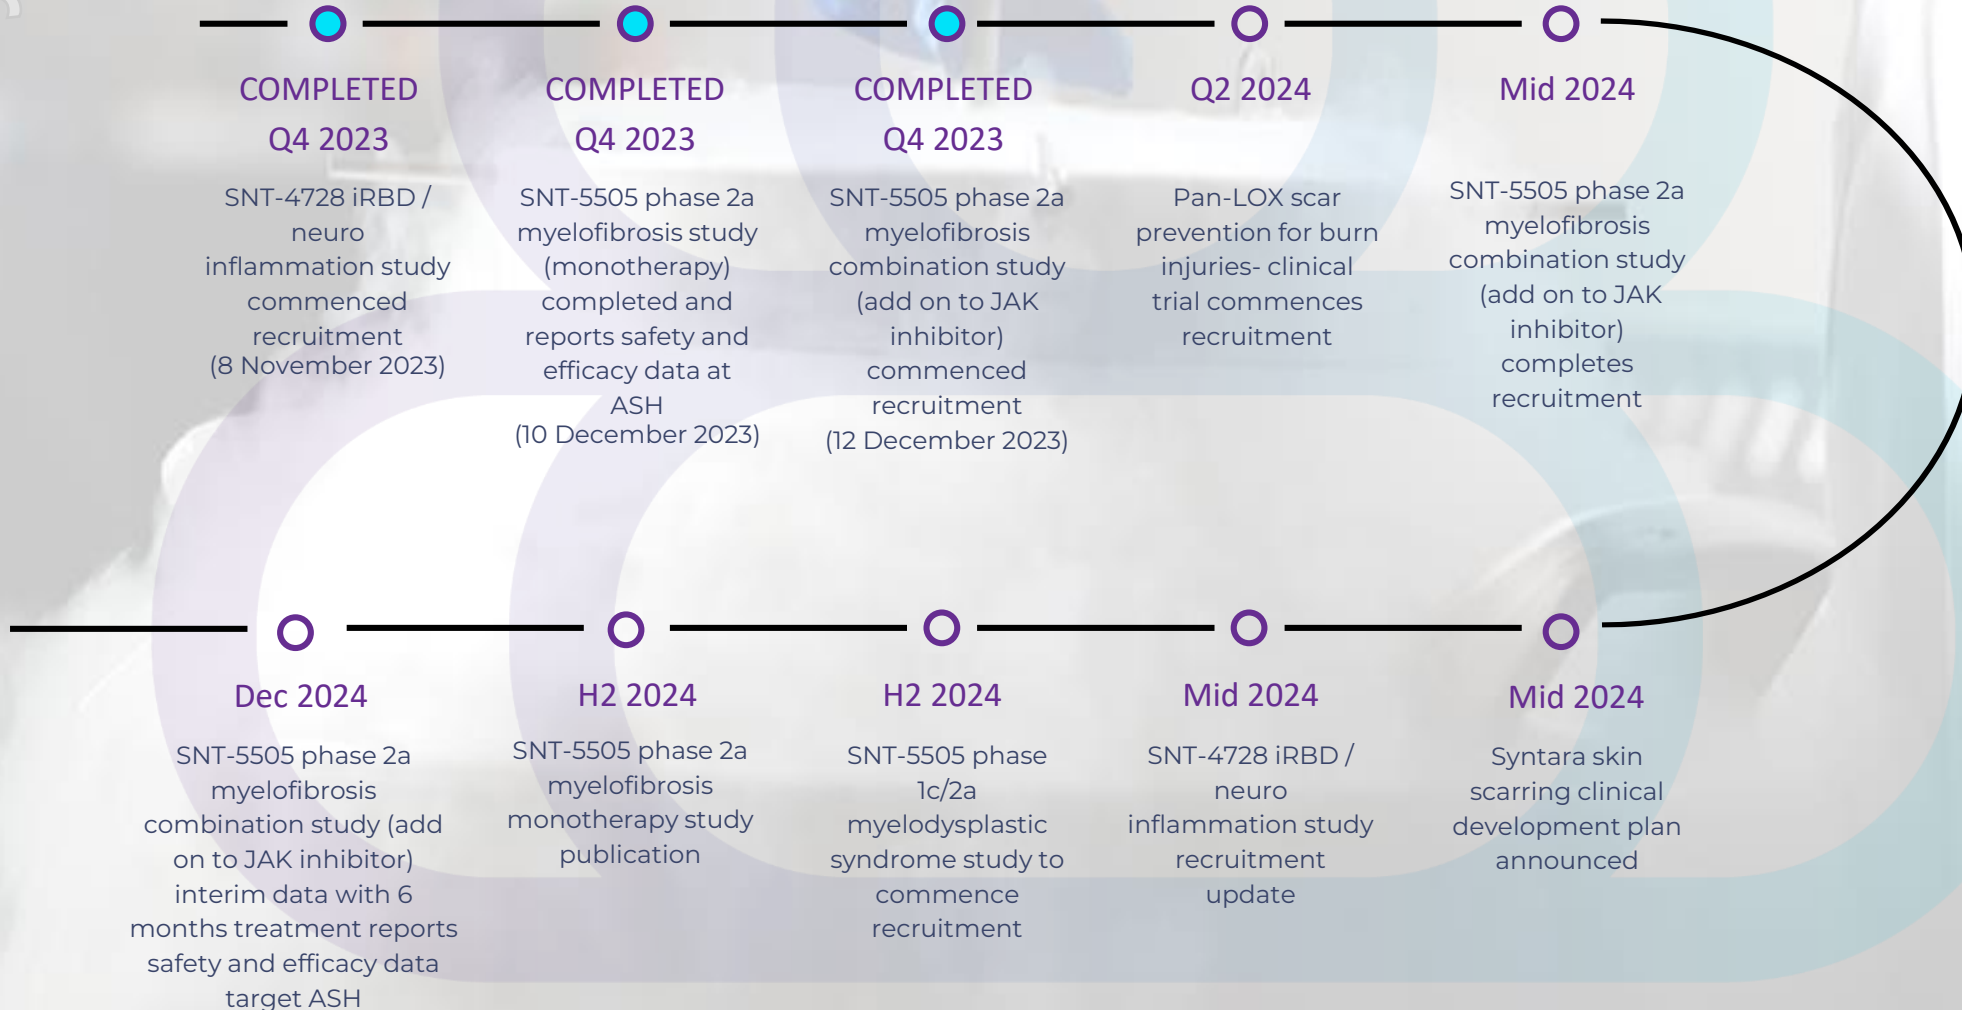 COMPLETED
Q4 2023
SNT-4728 iRBD /
neuro
inflammation study
commenced
recruitment
(8 November 2023)
COMPLETED
Q4 2023
SNT-5505 phase 2a
myelofibrosis study
(monotherapy)
completed and
reports safety and
efficacy data at
ASH
(10 December 2023)
COMPLETED
Q4 2023
SNT-5505 phase 2a
myelofibrosis
combination study
(add on to JAK
inhibitor)
commenced
recruitment
(12 December 2023)
Q2 2024
Pan-LOX scar
prevention for burn
injuries- clinical
trial commences
recruitment
Mid 2024
SNT-5505 phase 2a
myelofibrosis
combination study
(add on to JAK
inhibitor)
completes
recruitment
Mid 2024
Syntara skin
scarring clinical
development plan
announced
Mid 2024
SNT-4728 iRBD /
neuro
inflammation study
recruitment
update
H2 2024
SNT-5505 phase
1c/2a
myelodysplastic
syndrome study to
commence
recruitment
H2 2024
SNT-5505 phase 2a
myelofibrosis
monotherapy study
publication
Dec 2024
SNT-5505 phase 2a
myelofibrosis
combination study (add
on to JAK inhibitor)
interim data with 6
months treatment reports
safety and efficacy data
target ASH